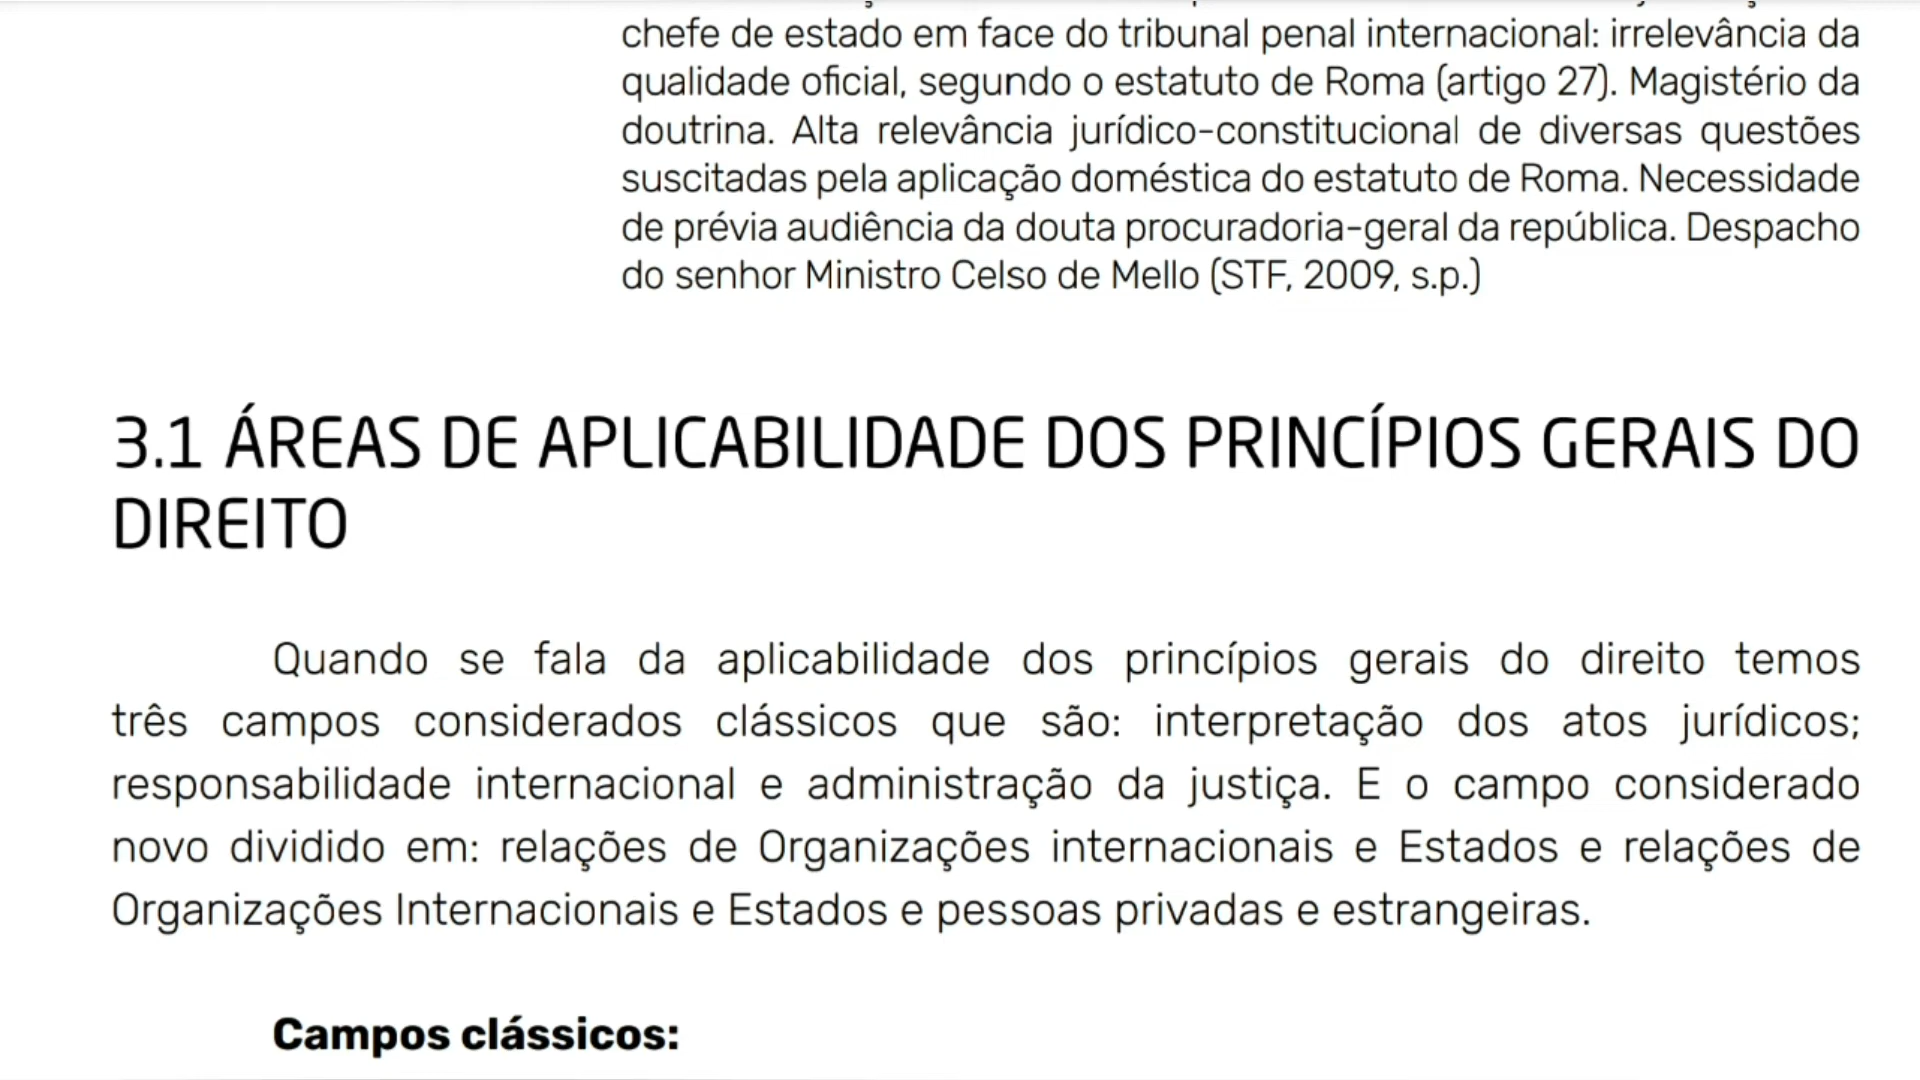 chefe de estado em face do tribunal penal internacional: irrelevância da
qualidade oficial, segundo o estatuto de Roma (artigo 27). Magistério da
doutrina. Alta relevância jurídico-constitucional de diversas questões
suscitadas pela aplicação doméstica do estatuto de Roma. Necessidade
de prévia audiência da douta procuradoria-geral da república. Despacho
do senhor Ministro Celso de Mello (STF, 2009, s.p.)
3.1 ÁREAS DE APLICABILIDADE DOS PRINCÍPIOS GERAIS DO
DIREITO
Quando se fala da aplicabilidade dos princípios gerais do direito temos
três campos considerados clássicos que são: interpretação dos atos jurídicos;
responsabilidade internacional e administração da justiça. E o campo considerado
novo dividido em: relações de Organizações internacionais e Estados e relações de
Organizações Internacionais e Estados e pessoas privadas e estrangeiras.
Campos clássicos: